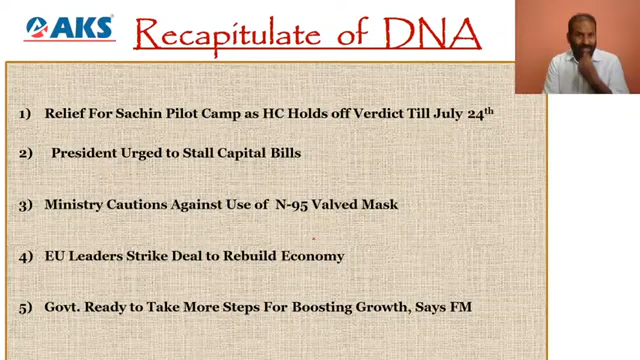 AKS
Recapitulate of DNA
1) Relief For Sachin Pilot Camp as HC Holds off Verdict Till July 24th
2) President Urged to Stall Capital Bills
3) Ministry Cautions Against Use of N-95 Valved Mask
4) EU Leaders Strike Deal to Rebuild Economy
5) Govt. Ready to Take More Steps For Boosting Growth, Says FM